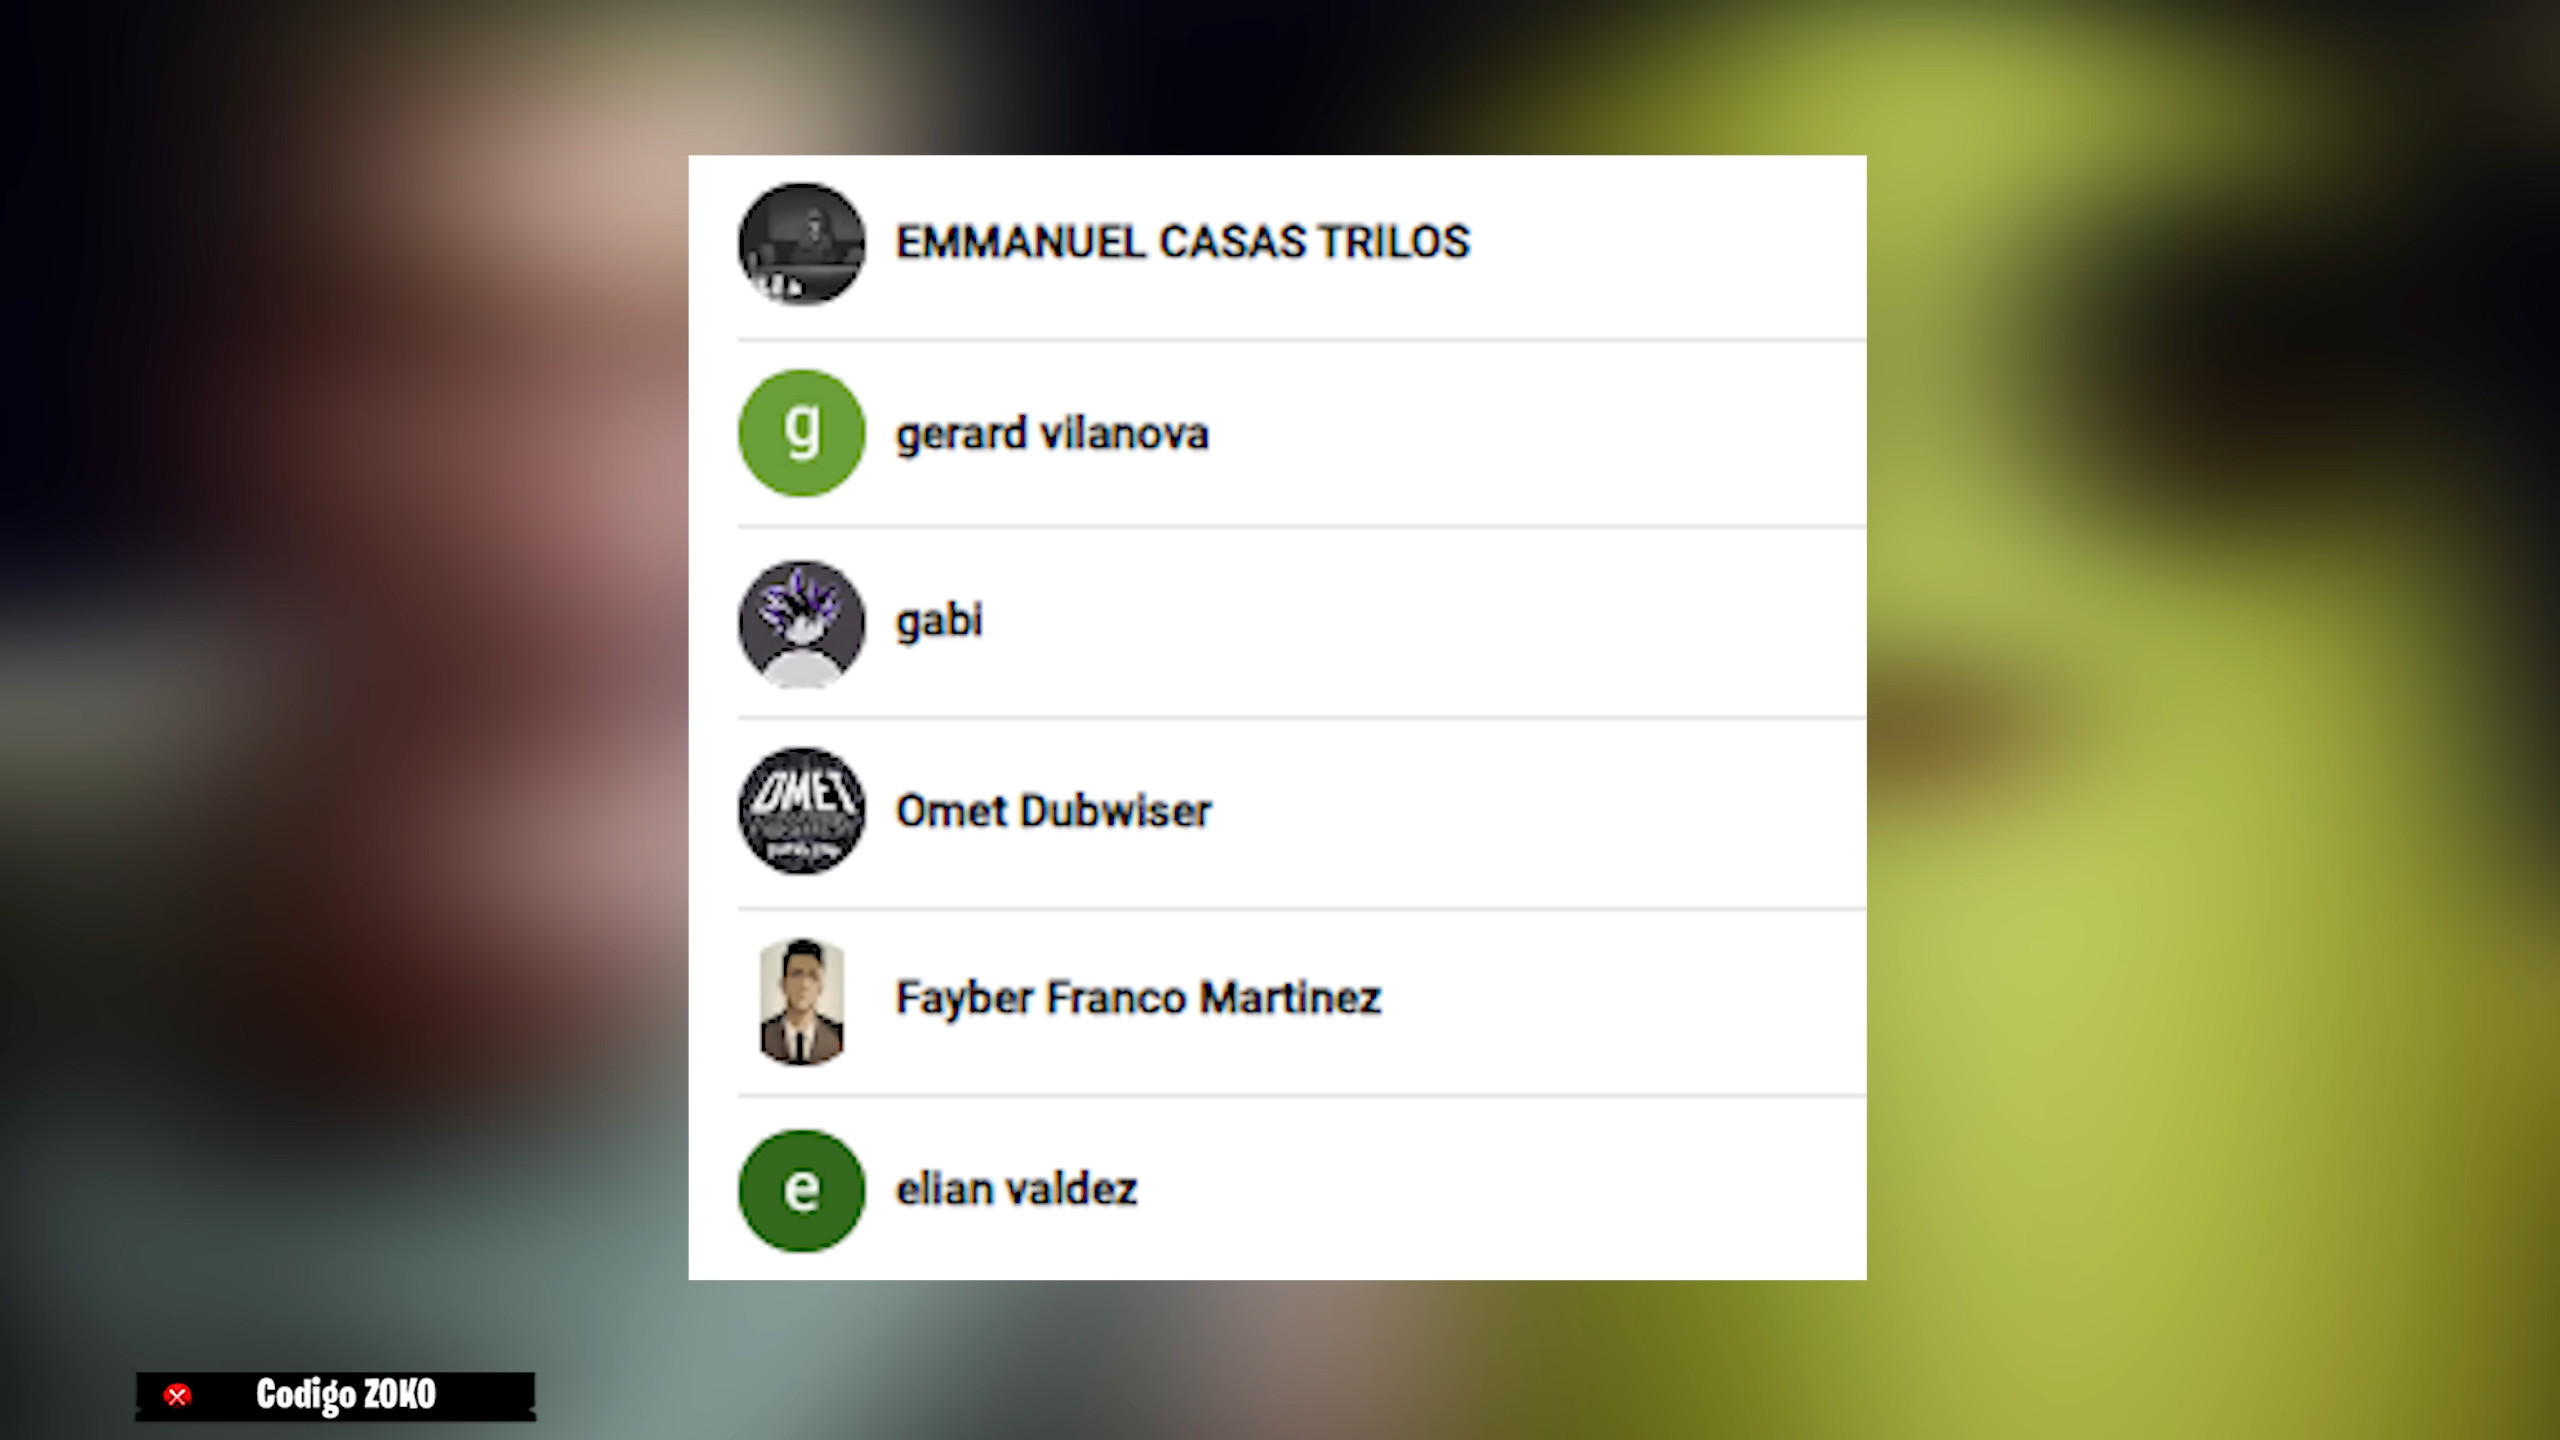 EMMANUEL CASAS TRILOS
g
gerard vilanova
gabi
OMET
Omet Dubwiser
Fayber Franco Martinez
e
elian valdez
Codigo ZOKO